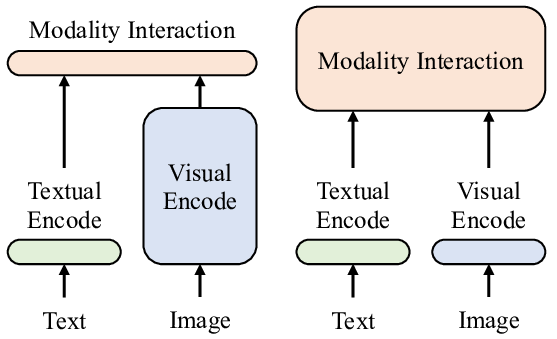 Modality Interaction
Textual
Encode
Visual
Encode
Text
Image
Modality Interaction
Textual
Encode
Visual
Encode
Text
Image